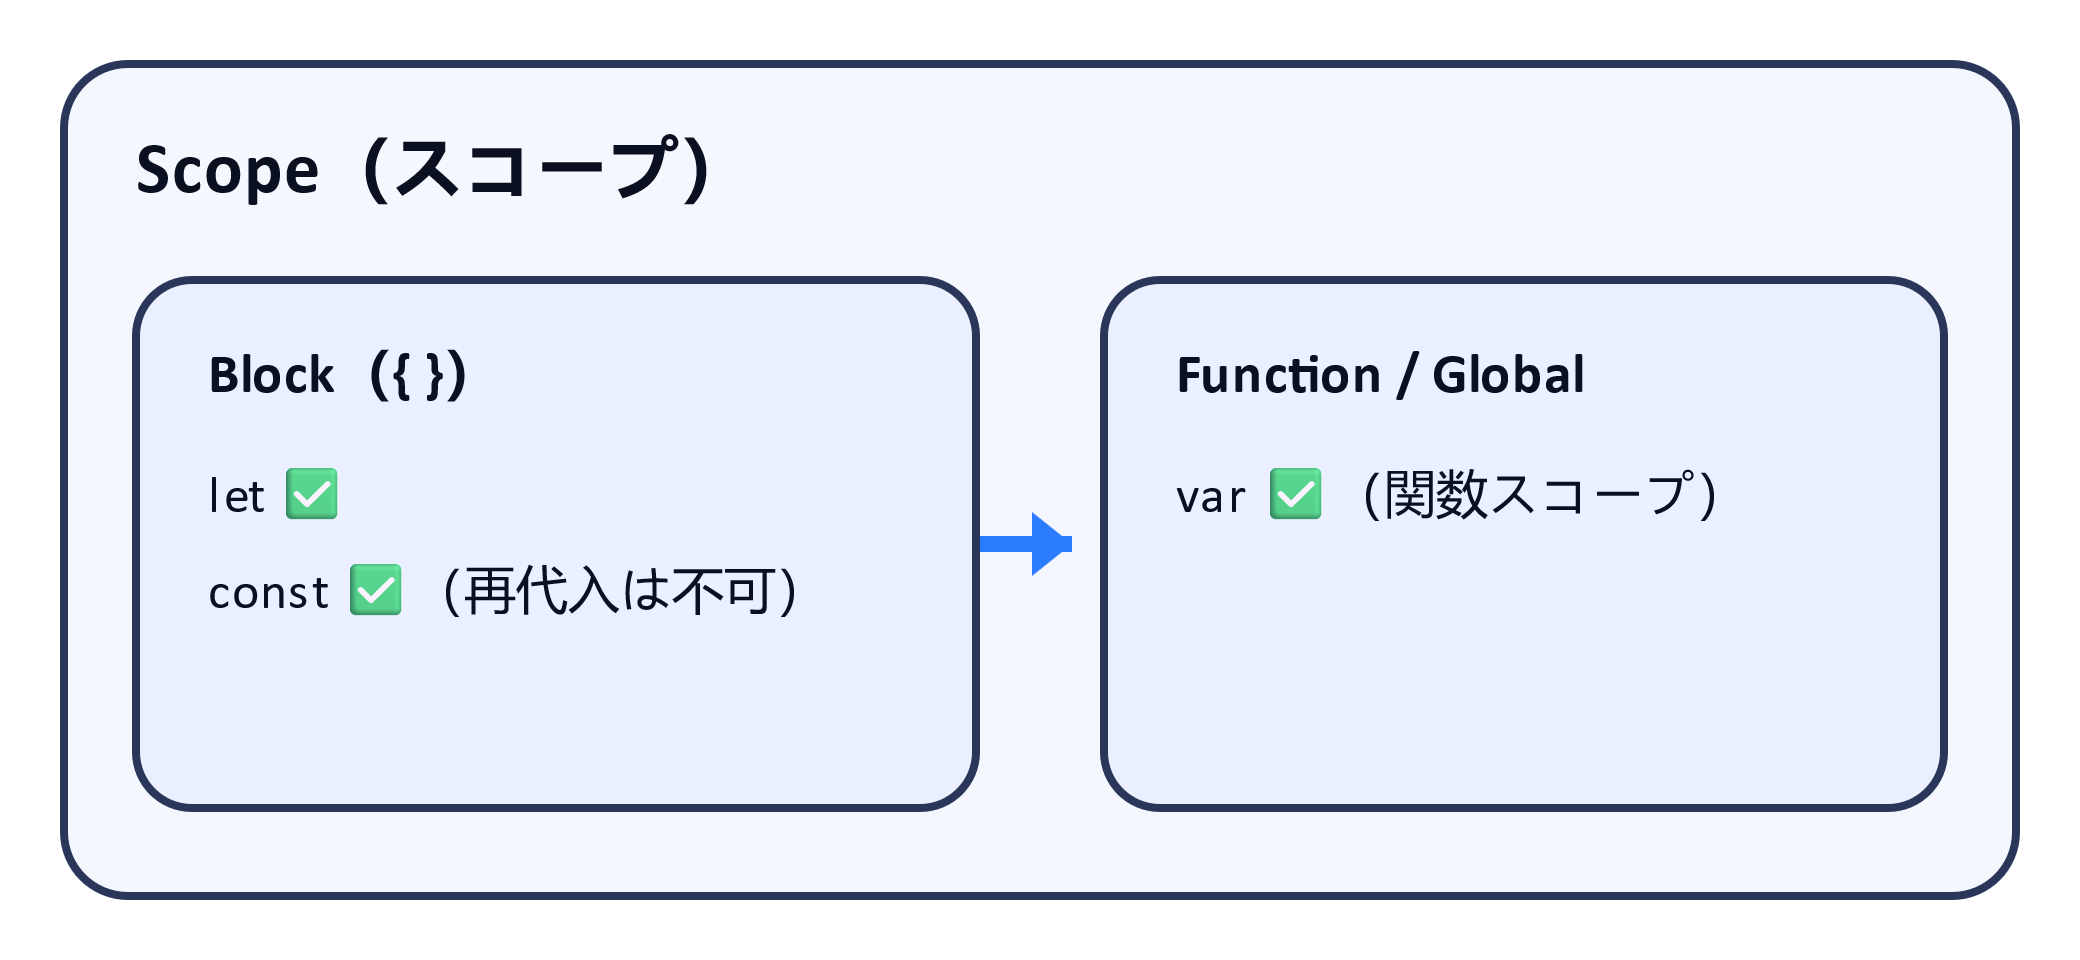 Scope（スコープ）
Block（{ }）
let ✅
const ✅（再代入は不可）
Function / Global
var ✅（関数スコープ）